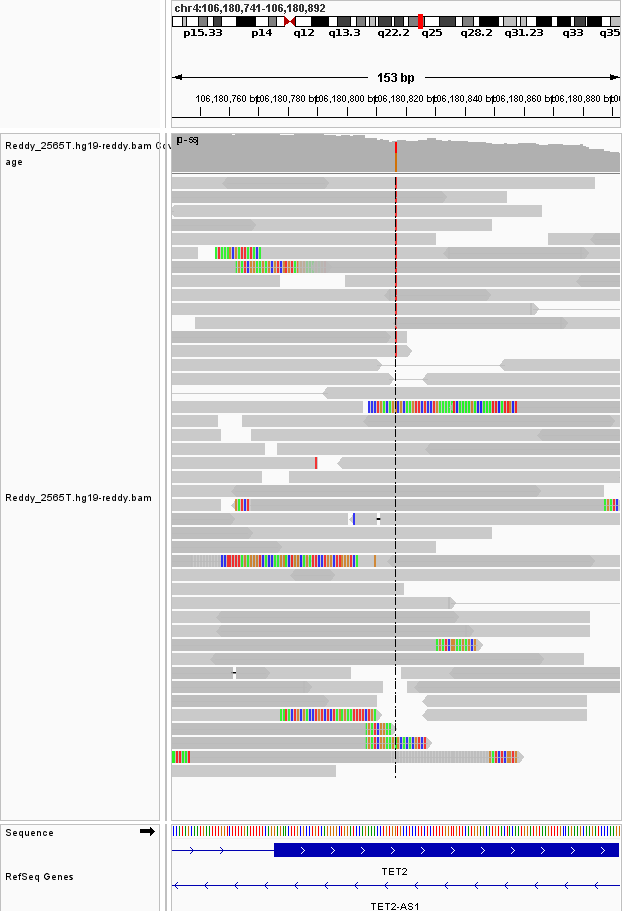 chr4:106,180,741-106,180,892
p15.33 p14 q12 q13.3 q22.2 q25 q28.2 q31.23 q33 q35
153 bp
106,180,760 bp 106,180,780 bp 106,180,800 bp 106,180,820 bp 106,180,840 bp 106,180,860 bp 106,180,880 bp
Reddy_2565T.hg19-reddy.bam Cov
age
Reddy_2565T.hg19-reddy.bam
Sequence
RefSeq Genes
TET2
TET2-AS1